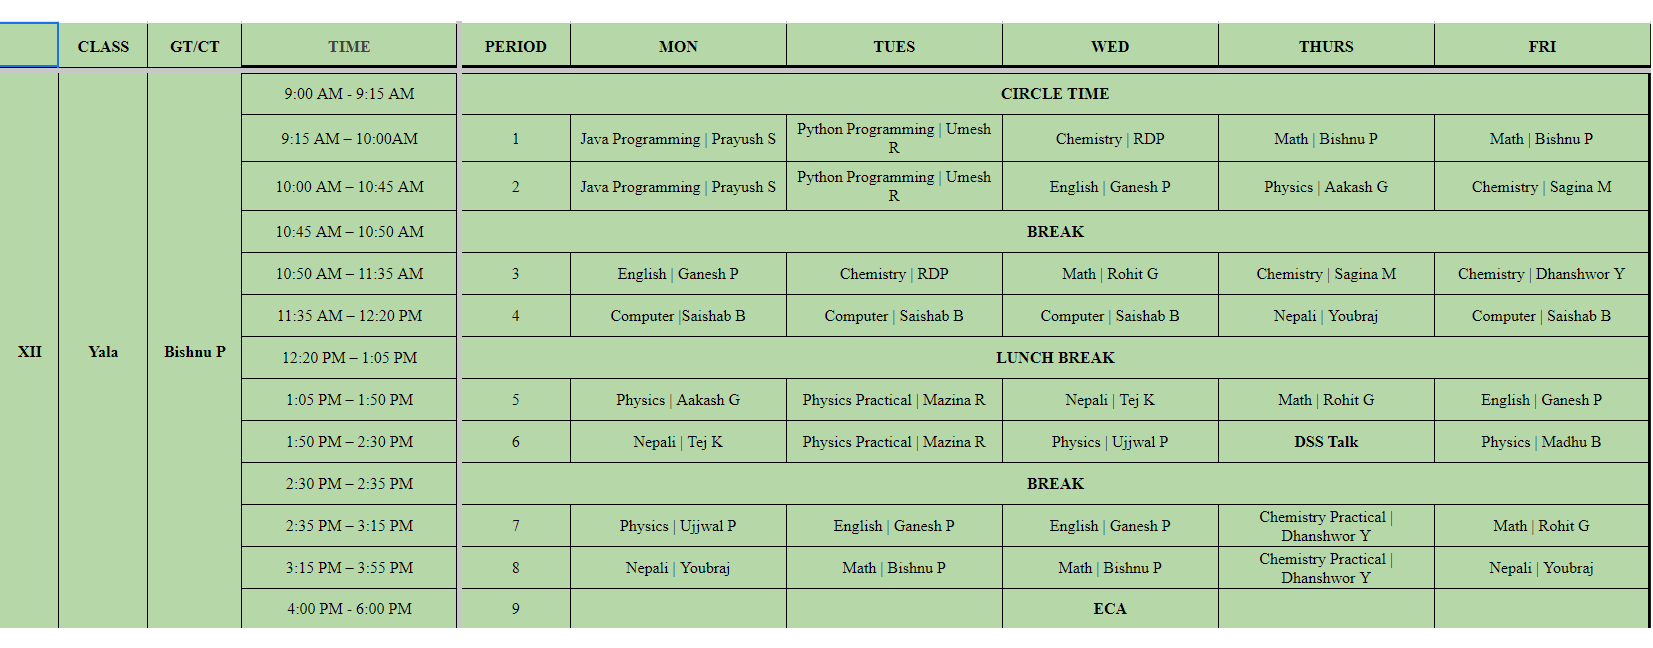 CLASS GT/CT TIME PERIOD MON TUES WED THURS FRI
9:00 AM - 9:15 AM CIRCLE TIME
9:15 AM – 10:00AM 1 Java Programming | Prayush S Python Programming | Umesh R Chemistry | RDP Math | Bishnu P Math | Bishnu P
10:00 AM – 10:45 AM 2 Java Programming | Prayush S Python Programming | Umesh R English | Ganesh P Physics | Aakash G Chemistry | Sagina M
10:45 AM – 10:50 AM BREAK
10:50 AM – 11:35 AM 3 English | Ganesh P Chemistry | RDP Math | Rohit G Chemistry | Sagina M Chemistry | Dhanshwor Y
11:35 AM – 12:20 PM 4 Computer |Saishab B Computer | Saishab B Computer | Saishab B Nepali | Youbraj Computer | Saishab B
XII Yala Bishnu P 12:20 PM – 1:05 PM LUNCH BREAK
1:05 PM – 1:50 PM 5 Physics | Aakash G Physics Practical | Mazina R Nepali | Tej K Math | Rohit G English | Ganesh P
1:50 PM – 2:30 PM 6 Nepali | Tej K Physics Practical | Mazina R Physics | Ujjwal P DSS Talk Physics | Madhu B
2:30 PM – 2:35 PM BREAK
2:35 PM – 3:15 PM 7 Physics | Ujjwal P English | Ganesh P English | Ganesh P Chemistry Practical | Dhanshwor Y Math | Rohit G
3:15 PM – 3:55 PM 8 Nepali | Youbraj Math | Bishnu P Math | Bishnu P Chemistry Practical | Dhanshwor Y Nepali | Youbraj
4:00 PM - 6:00 PM 9 ECA